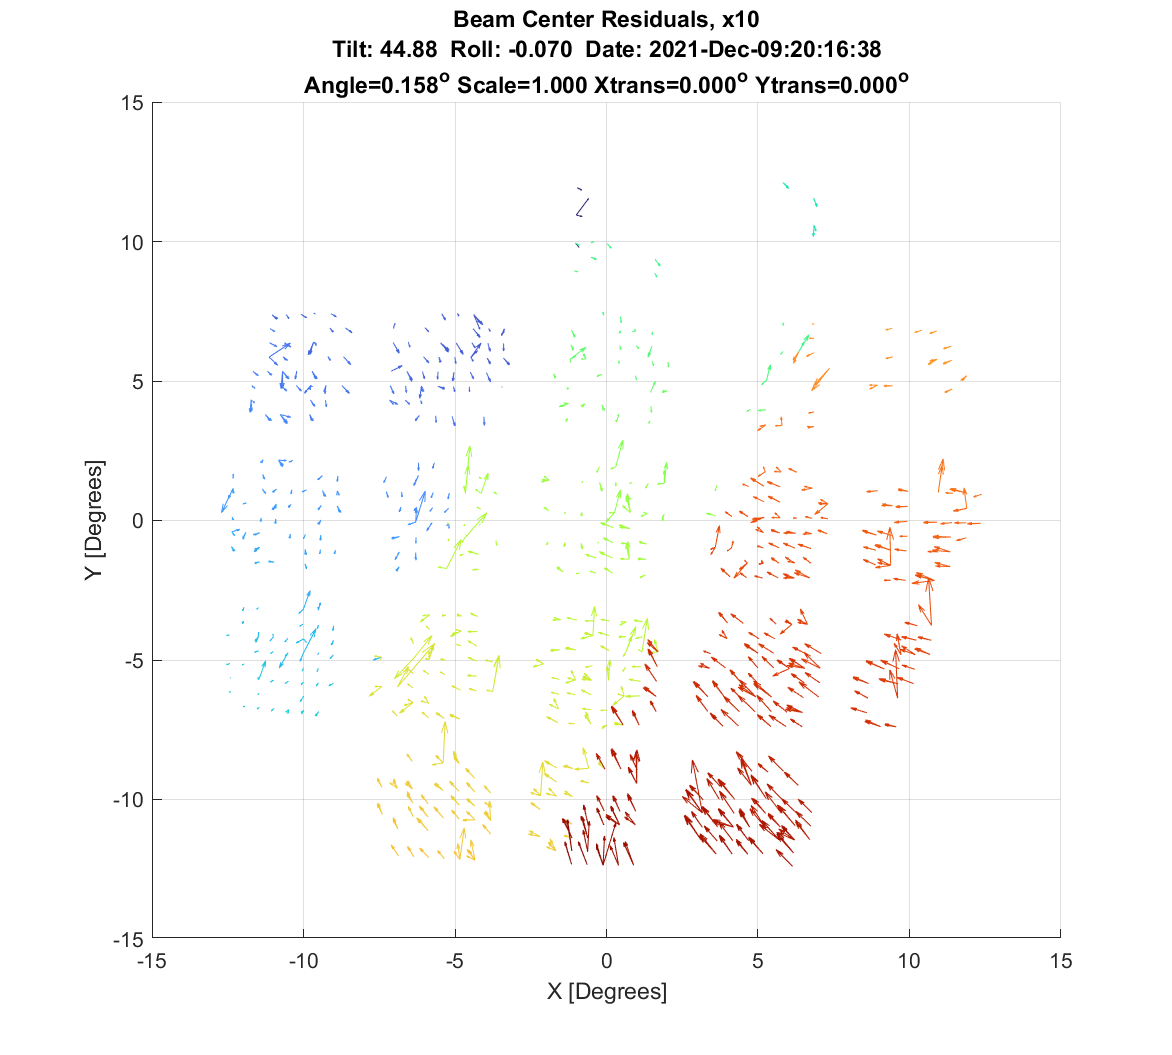 Beam Center Residuals, x10
Tilt: 44.88  Roll: -0.070  Date: 2021-Dec-09:20:16:38
Angle=0.158° Scale=1.000 Xtrans=0.000° Ytrans=0.000°
15
10
5
0
-5
-10
-15
Y [Degrees]
-15 -10 -5 0 5 10 15
X [Degrees]